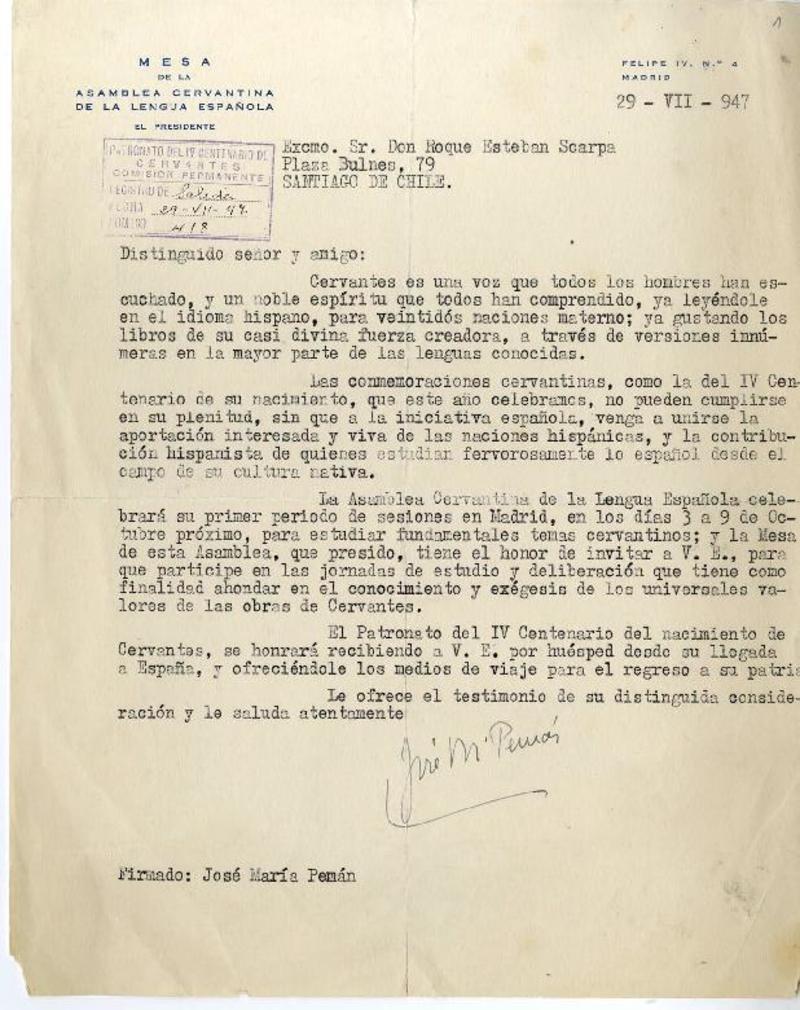 1
MESA
DE LA
ASAMBLEA CERVANTINA
DE LA LENGUA ESPAÑOLA
EL PRESIDENTE
FELIPE IV. N.º 4
MADRID
29 - VII - 947
PATRONATO DEL IV CENTENARIO DE
CERVANTES
COMISION PERMANENTE
REGISTRO DE Salida
FECHA 29-VII-47.
NUMERO 418
Excmo. Sr. Don Roque Esteban Scarpa
Plaza Bulnes, 79
SANTIAGO DE CHILE.
Distinguido señor y amigo:
Cervantes es una voz que todos los hombres han es-
cuchado, y un noble espíritu que todos han comprendido, ya leyéndole
en el idioma hispano, para veintidós naciones materno; ya gustando los
libros de su casi divina fuerza creadora, a través de versiones innú-
meras en la mayor parte de las lenguas conocidas.
Las conmemoraciones cervantinas, como la del IV Cen-
tenario de su nacimiento, que este año celebramos, no pueden cumplirse
en su plenitud, sin que a la iniciativa española, venga a unirse la
aportación interesada y viva de las naciones hispánicas, y la contribu-
ción hispanista de quienes estudian fervorosamente lo español desde el
campo de su cultura nativa.
La Asamblea Cervantina de la Lengua Española cele-
brará su primer periodo de sesiones en Madrid, en los días 3 a 9 de Oc-
tubre próximo, para estudiar fundamentales temas cervantinos; y la Mesa
de esta Asamblea, que presido, tiene el honor de invitar a V. E., para
que participe en las jornadas de estudio y deliberación que tiene como
finalidad ahondar en el conocimiento y exégesis de los universales va-
lores de las obras de Cervantes.
El Patronato del IV Centenario del nacimiento de
Cervantes, se honrará recibiendo a V. E. por huésped desde su llegada
a España, y ofreciéndole los medios de viaje para el regreso a su patria
Le ofrece el testimonio de su distinguida conside-
ración y le saluda atentamente
José Mª Pemán
Firmado: José María Pemán